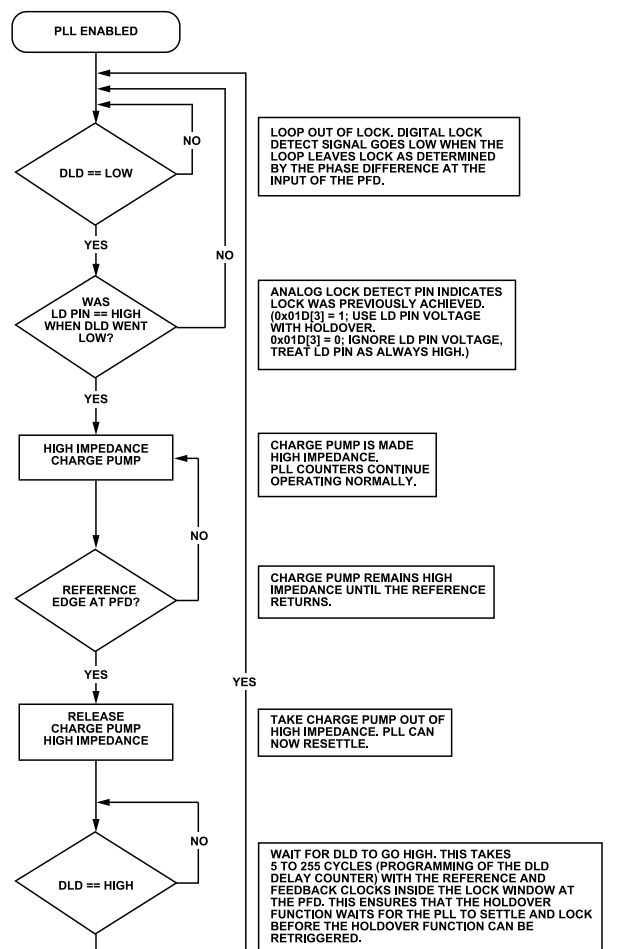 PLL ENABLED
NO
DLD == LOW
LOOP OUT OF LOCK. DIGITAL LOCK
DETECT SIGNAL GOES LOW WHEN THE
LOOP LEAVES LOCK AS DETERMINED
BY THE PHASE DIFFERENCE AT THE
INPUT OF THE PFD.
YES
NO
WAS
LD PIN == HIGH
WHEN DLD WENT
LOW?
ANALOG LOCK DETECT PIN INDICATES
LOCK WAS PREVIOUSLY ACHIEVED.
(0x01D[3] = 1; USE LD PIN VOLTAGE
WITH HOLDOVER.
0x01D[3] = 0; IGNORE LD PIN VOLTAGE,
TREAT LD PIN AS ALWAYS HIGH.)
YES
HIGH IMPEDANCE
CHARGE PUMP
CHARGE PUMP IS MADE
HIGH IMPEDANCE.
PLL COUNTERS CONTINUE
OPERATING NORMALLY.
NO
REFERENCE
EDGE AT PFD?
CHARGE PUMP REMAINS HIGH
IMPEDANCE UNTIL THE REFERENCE
RETURNS.
YES
YES
RELEASE
CHARGE PUMP
HIGH IMPEDANCE
TAKE CHARGE PUMP OUT OF
HIGH IMPEDANCE. PLL CAN
NOW RESETTLE.
NO
DLD == HIGH
WAIT FOR DLD TO GO HIGH. THIS TAKES
5 TO 255 CYCLES (PROGRAMMING OF THE DLD
DELAY COUNTER) WITH THE REFERENCE AND
FEEDBACK CLOCKS INSIDE THE LOCK WINDOW AT
THE PFD. THIS ENSURES THAT THE HOLDOVER
FUNCTION WAITS FOR THE PLL TO SETTLE AND LOCK
BEFORE THE HOLDOVER FUNCTION CAN BE
RETRIGGERED.